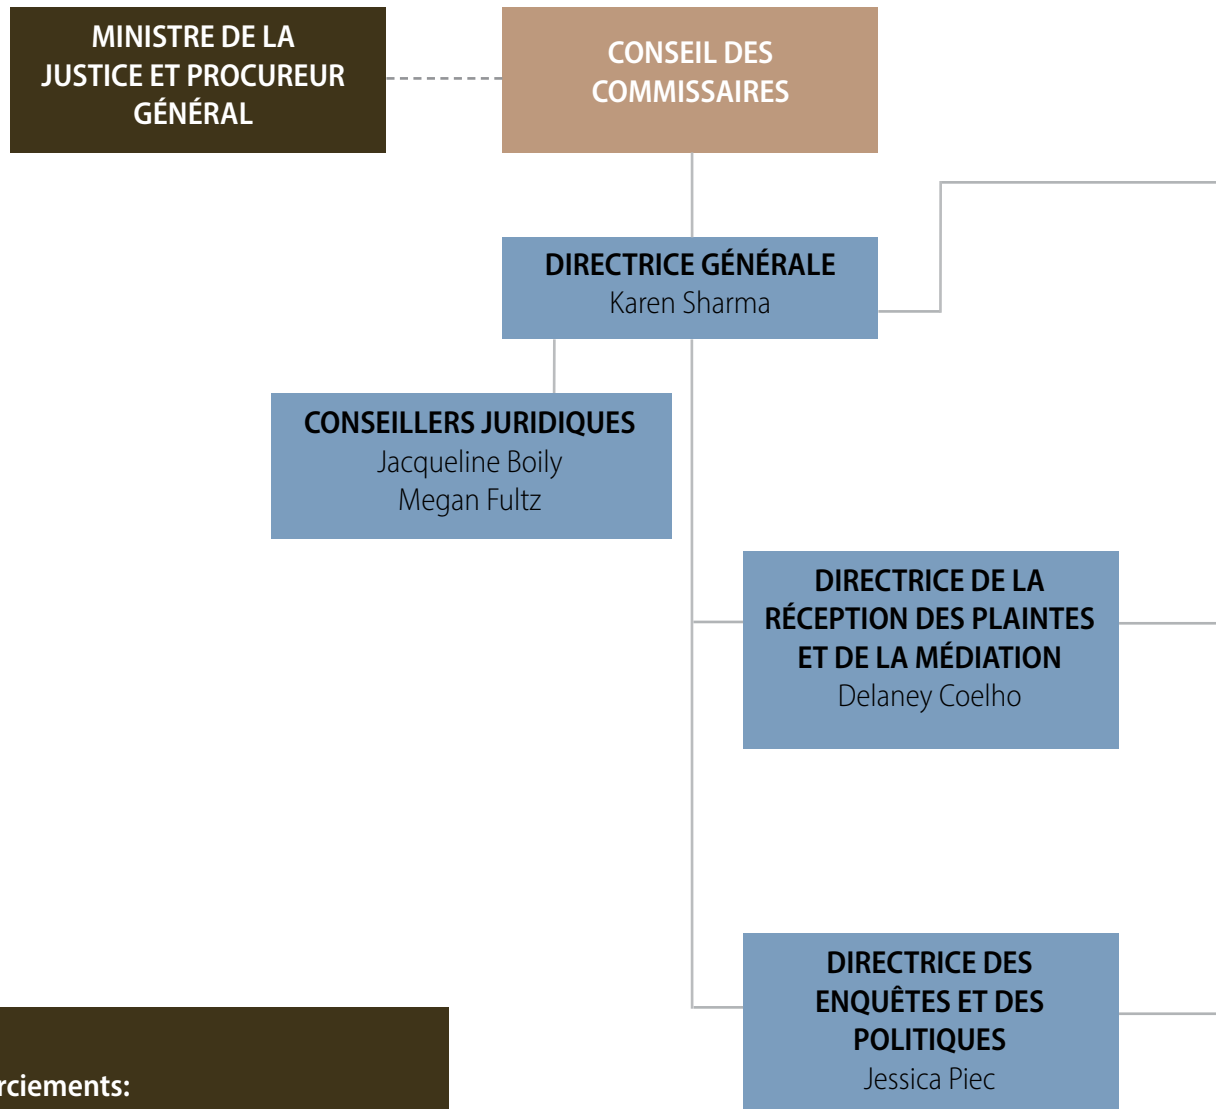 MINISTRE DE LA
JUSTICE ET PROCUREUR
GÉNÉRAL
CONSEIL DES
COMMISSAIRES
DIRECTRICE GÉNÉRALE
Karen Sharma
CONSEILLERS JURIDIQUES
Jacqueline Boily
Megan Fultz
DIRECTRICE DE LA
RÉCEPTION DES PLAINTES
ET DE LA MÉDIATION
Delaney Coelho
DIRECTRICE DES
ENQUÊTES ET DES
POLITIQUES
Jessica Piec
rciements: